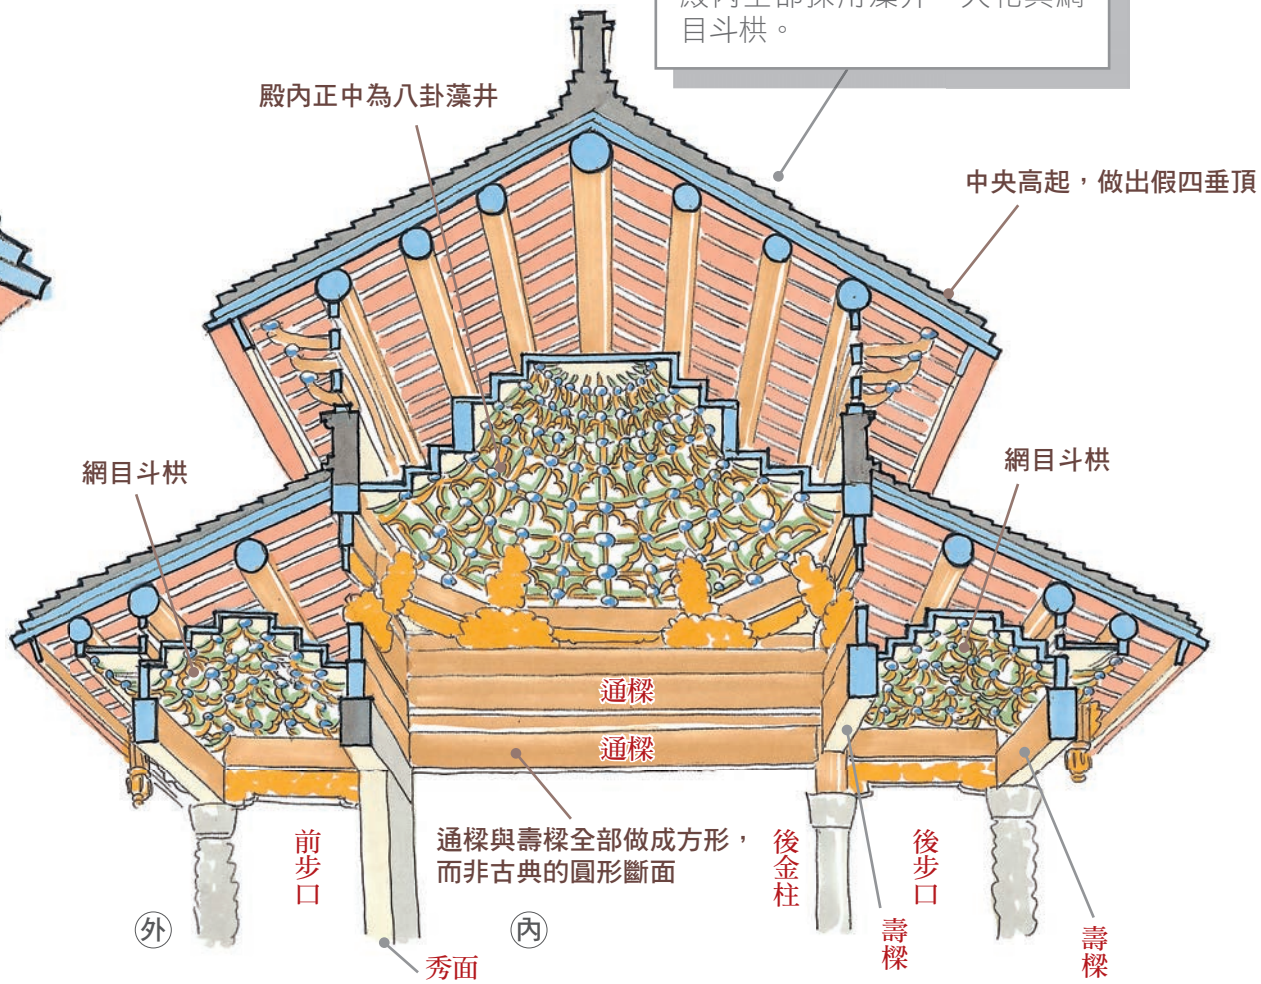 目斗栱。
殿內正中為八卦藻井
中央高起，做出假四垂頂
網目斗栱
網目斗栱
通樑
通樑
通樑與壽樑全部做成方形，
而非古典的圓形斷面
前步口
後金柱
後步口
外
內
秀面
壽樑
壽樑